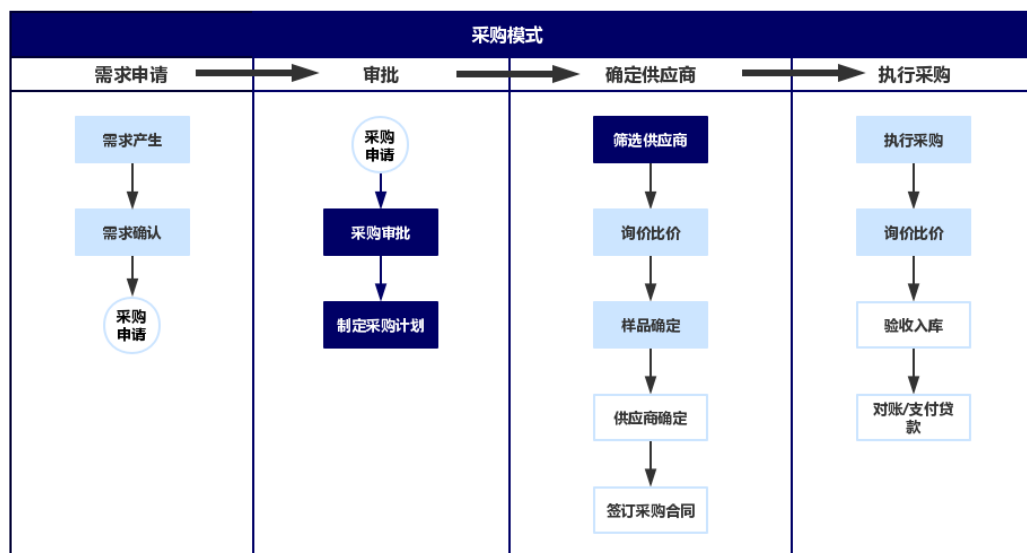 采购模式
需求申请
审批
确定供应商
执行采购
需求产生
需求确认
采购
申请
采购
申请
采购审批
制定采购计划
筛选供应商
询价比价
样品确定
供应商确定
签订采购合同
执行采购
询价比价
验收入库
对账/支付贷
款